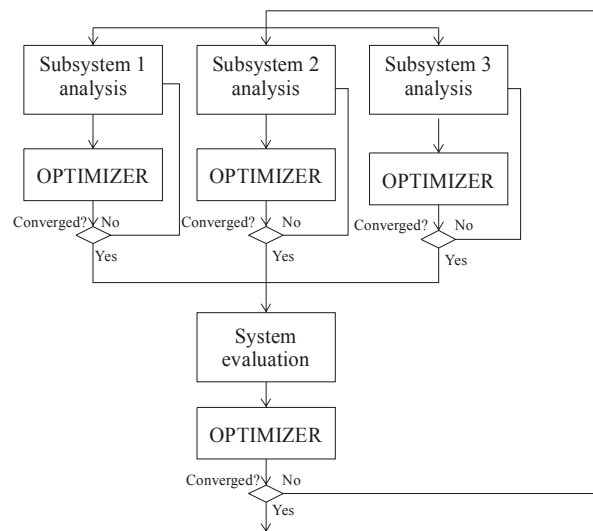 Subsystem 1
analysis
Subsystem 2
analysis
Subsystem 3
analysis
OPTIMIZER
OPTIMIZER
OPTIMIZER
Converged?
No
Yes
Converged?
No
Yes
Converged?
No
Yes
System
evaluation
OPTIMIZER
Converged?
No
Yes